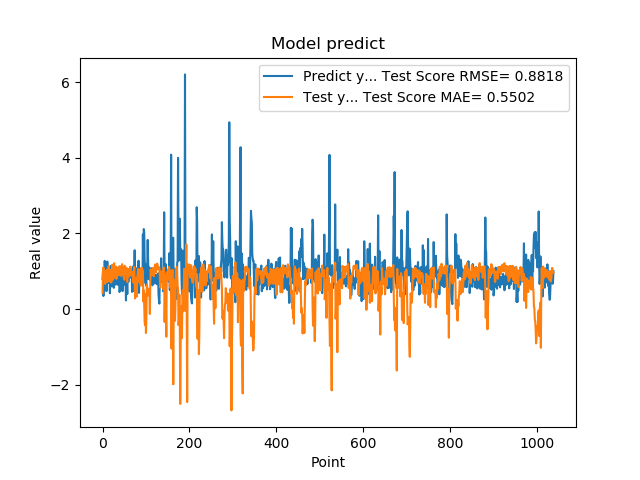 Model predict
Predict y... Test Score RMSE= 0.8818
Test y... Test Score MAE= 0.5502
Real value
6
4
2
0
−2
0 200 400 600 800 1000
Point